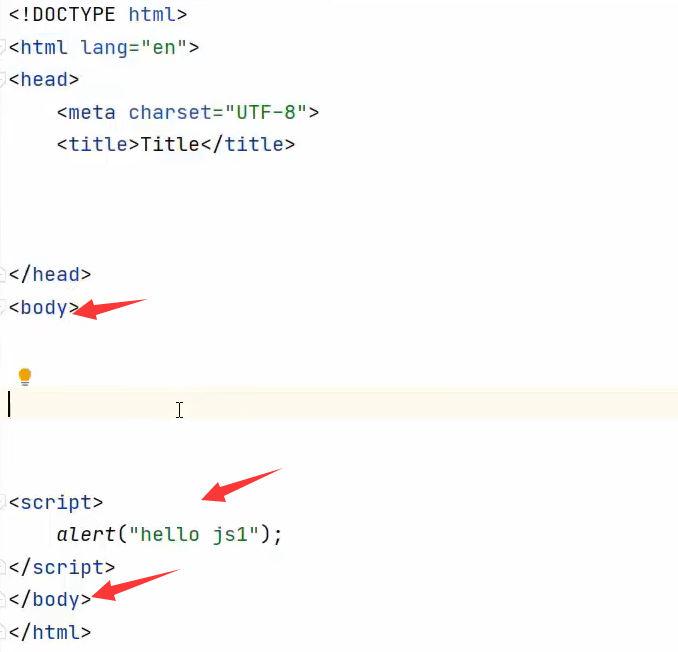 <!DOCTYPE html>
<html lang="en">
<head>
    <meta charset="UTF-8">
    <title>Title</title>
</head>
<body>
<script>
    alert("hello js1");
</script>
</body>
</html>